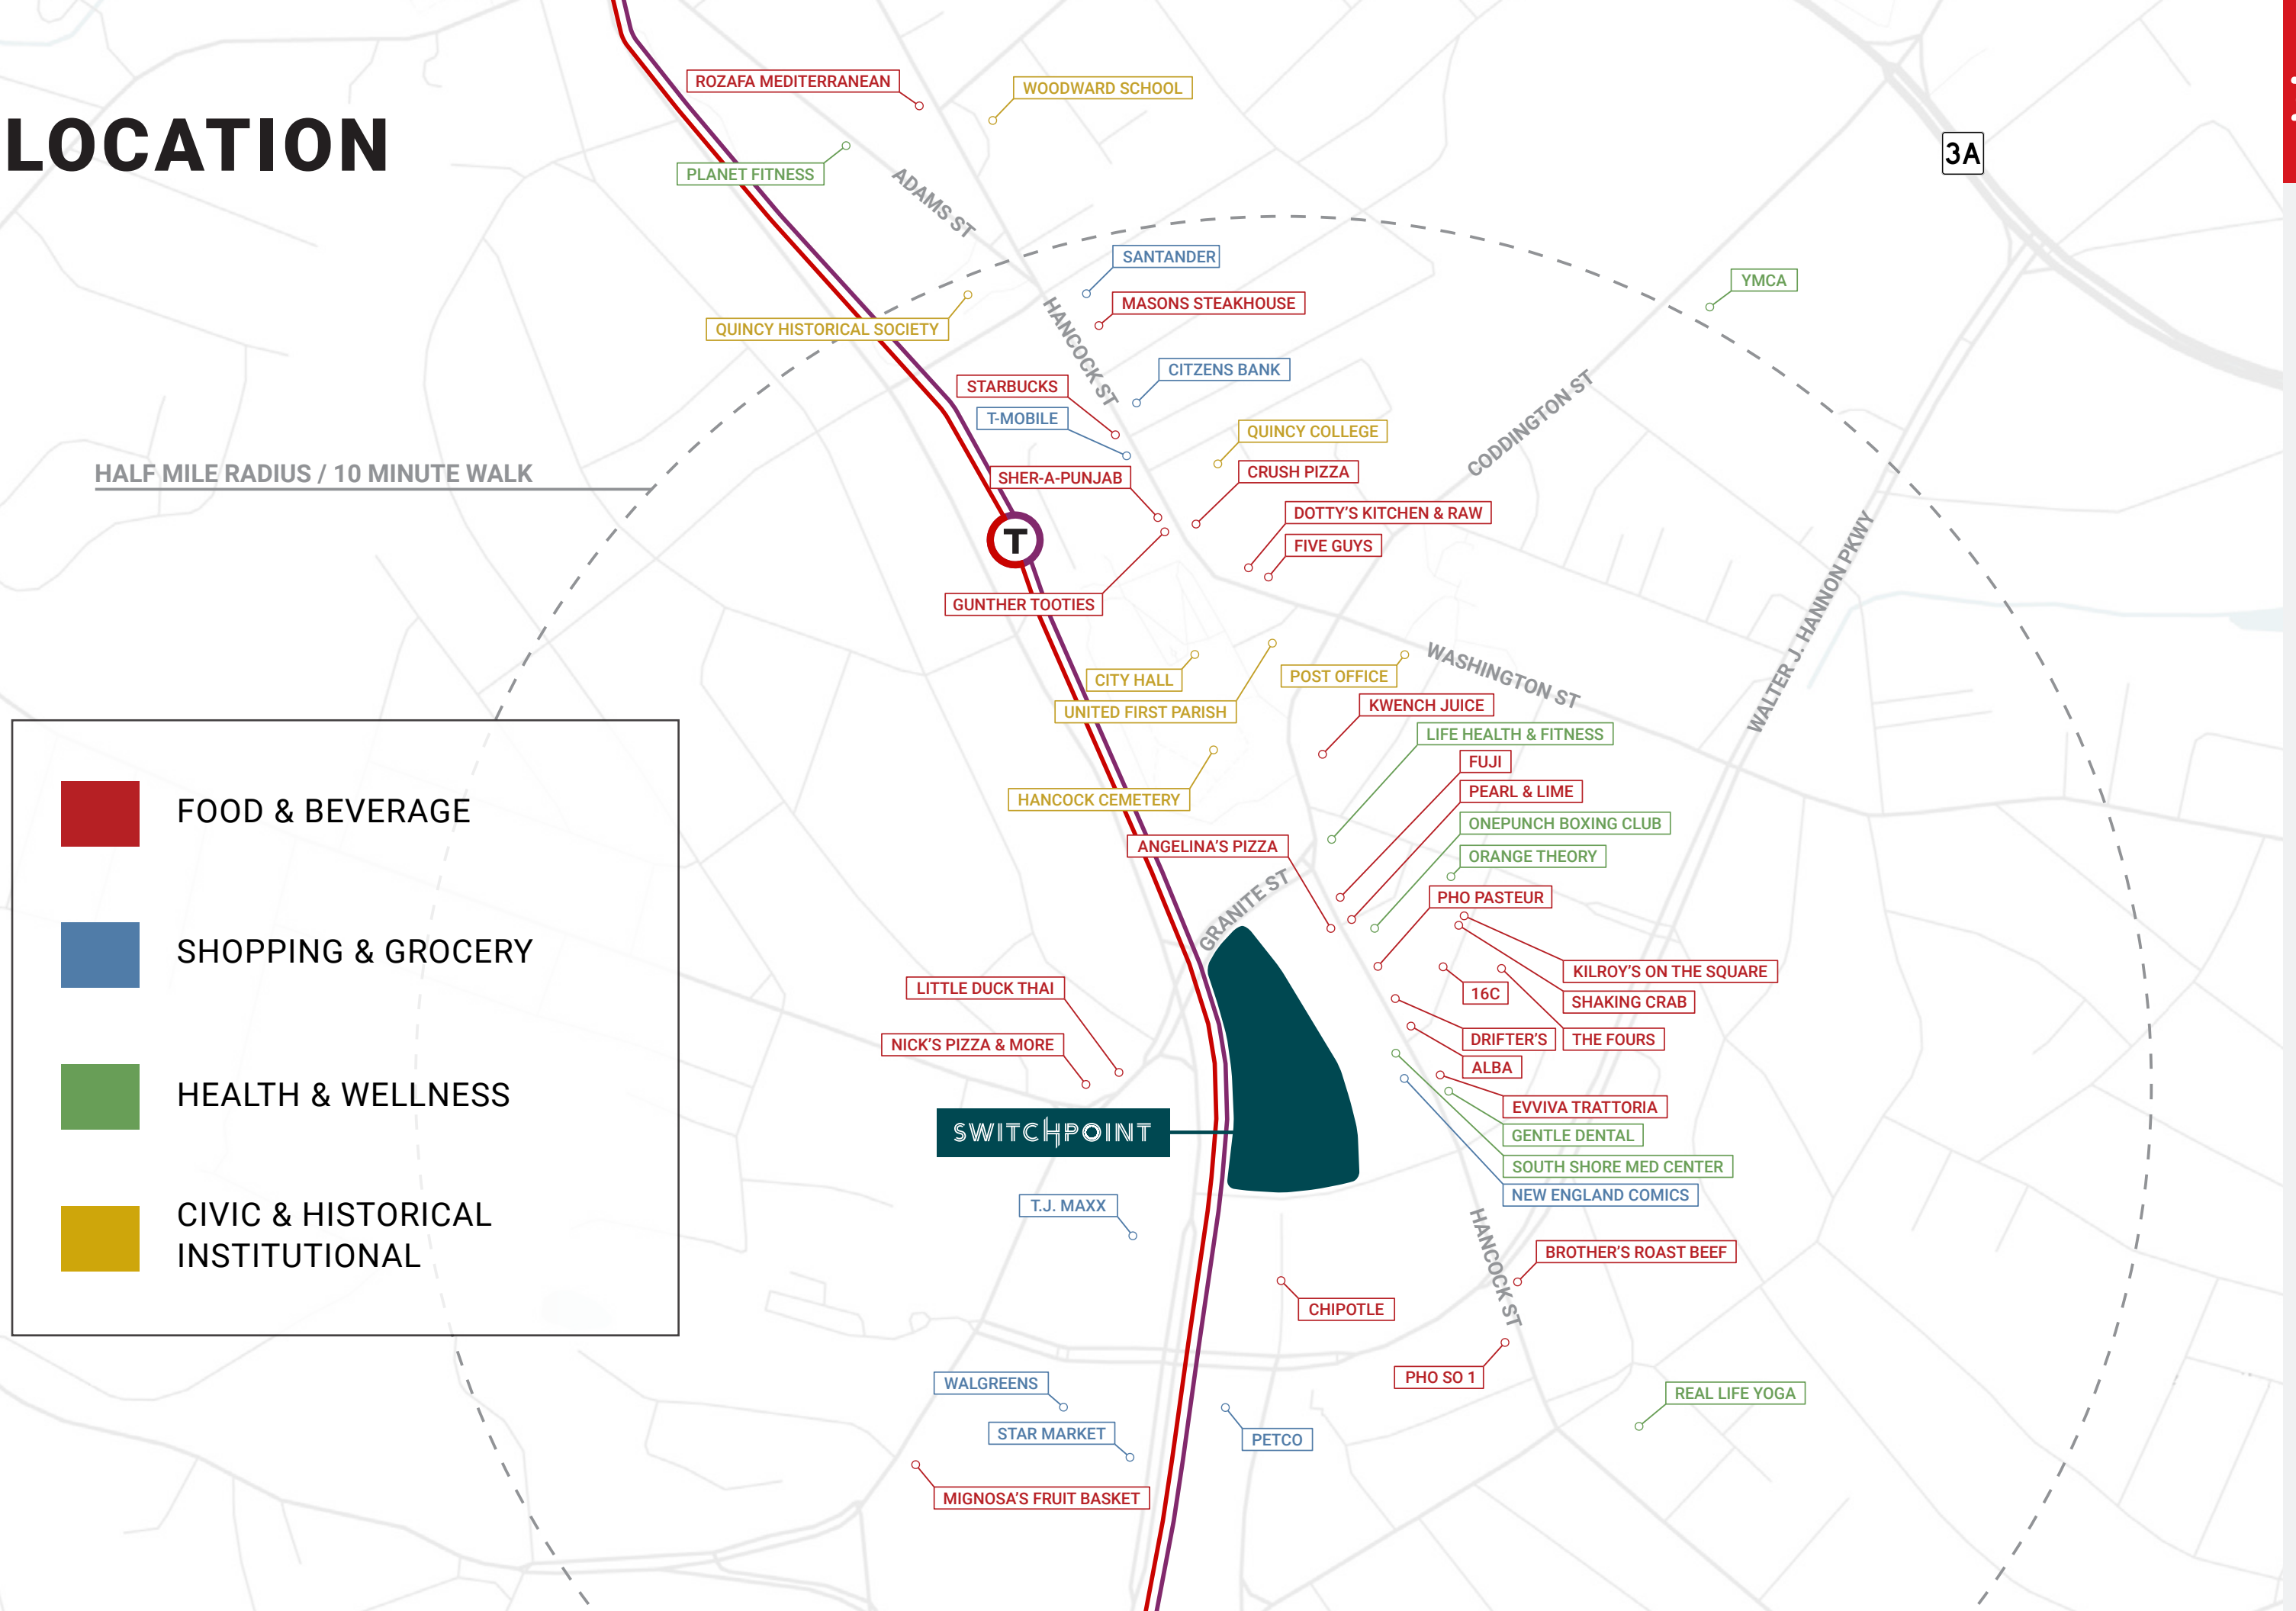 ROZAFA MEDITERRANEAN
WOODWARD SCHOOL
LOCATION
3A
PLANET FITNESS
ADAMS ST
SANTANDER
YMCA
MASONS STEAKHOUSE
QUINCY HISTORICAL SOCIETY
HANCOCK ST
CITZENS BANK
STARBUCKS
T-MOBILE
CODDINGTON ST
QUINCY COLLEGE
HALF MILE RADIUS / 10 MINUTE WALK
SHER-A-PUNJAB
CRUSH PIZZA
DOTTY'S KITCHEN & RAW
T
FIVE GUYS
GUNTHER TOOTIES
WALTER J. HANNON PKWY
CITY HALL
POST OFFICE
WASHINGTON ST
UNITED FIRST PARISH
KWENCH JUICE
LIFE HEALTH & FITNESS
FUJI
PEARL & LIME
HANCOCK CEMETERY
ONEPUNCH BOXING CLUB
ANGELINA'S PIZZA
ORANGE THEORY
GRANITE ST
PHO PASTEUR
KILROY'S ON THE SQUARE
LITTLE DUCK THAI
16C
SHAKING CRAB
NICK'S PIZZA & MORE
DRIFTER'S
THE FOURS
ALBA
EVVIVA TRATTORIA
SWITCHPOINT
GENTLE DENTAL
SOUTH SHORE MED CENTER
NEW ENGLAND COMICS
T.J. MAXX
HANCOCK ST
BROTHER'S ROAST BEEF
CHIPOTLE
PHO SO 1
WALGREENS
REAL LIFE YOGA
STAR MARKET
PETCO
MIGNOSA'S FRUIT BASKET
FOOD & BEVERAGE
SHOPPING & GROCERY
HEALTH & WELLNESS
CIVIC & HISTORICAL
INSTITUTIONAL